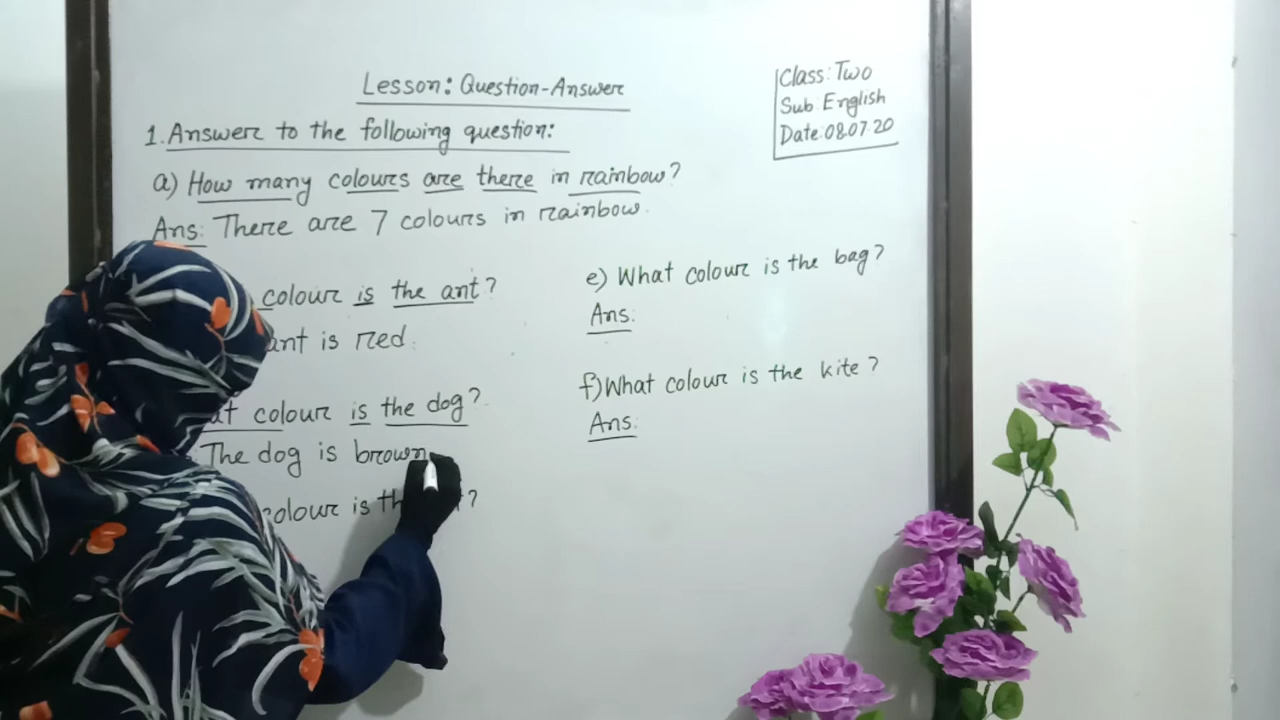 Lesson: Question-Answer
Class: Two
Sub: English
Date: 08.07.20
1. Answer to the following question:
a) How many colours are there in rainbow?
Ans: There are 7 colours in rainbow.
colour is the ant?
ant is red.
colour is the dog?
The dog is brown
colour is
?
e) What colour is the bag?
Ans:
f) What colour is the kite?
Ans: